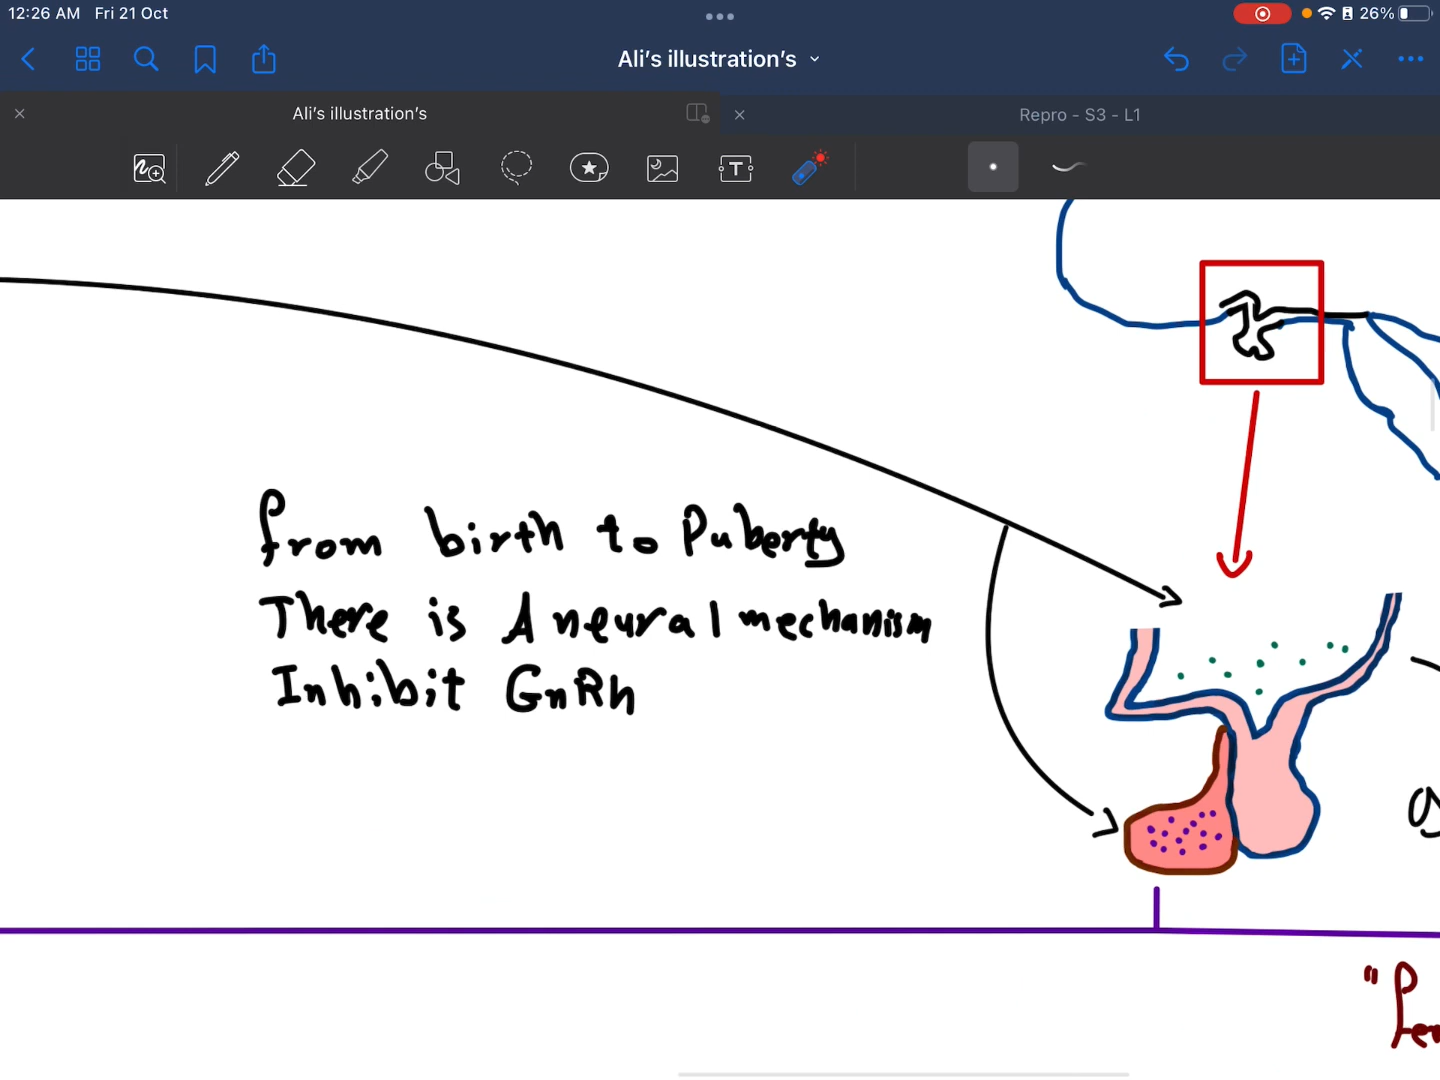 12:26 AM Fri 21 Oct
26%
Ali's illustration's
Ali's illustration's
Repro - S3 - L1
T
from birth to Puberty
There is A neural mechanism
Inhibit GnRh